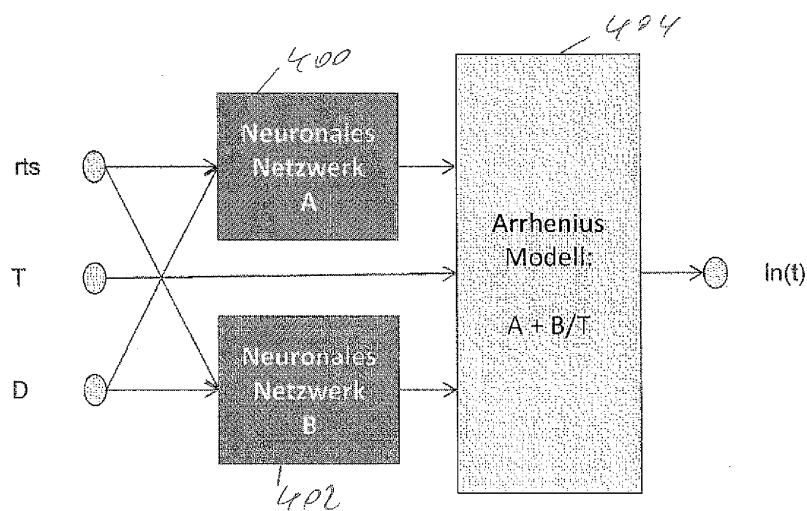 404
400
Neuronales
Netzwerk
A
rts
T
Arrhenius
Modell:
A + B/T
ln(t)
D
Neuronales
Netzwerk
B
402